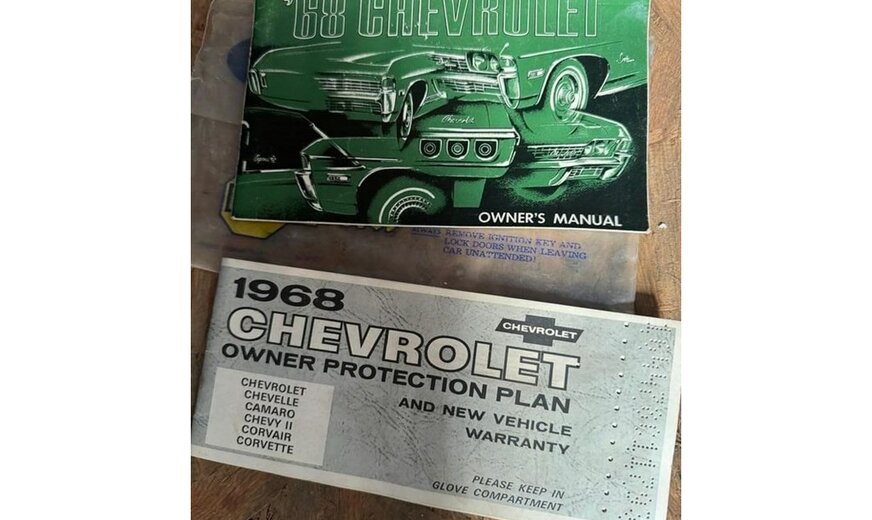 '68 CHEVROLET
Chevrolet
OWNER'S MANUAL
ALWAYS REMOVE IGNITION KEY AND
LOCK DOORS WHEN LEAVING
CAR UNATTENDED!
1968
CHEVROLET
CHEVROLET
OWNER PROTECTION PLAN
AND NEW VEHICLE
WARRANTY
CHEVROLET
CHEVELLE
CAMARO
CHEVY II
CORVAIR
CORVETTE
PLEASE KEEP IN
GLOVE COMPARTMENT